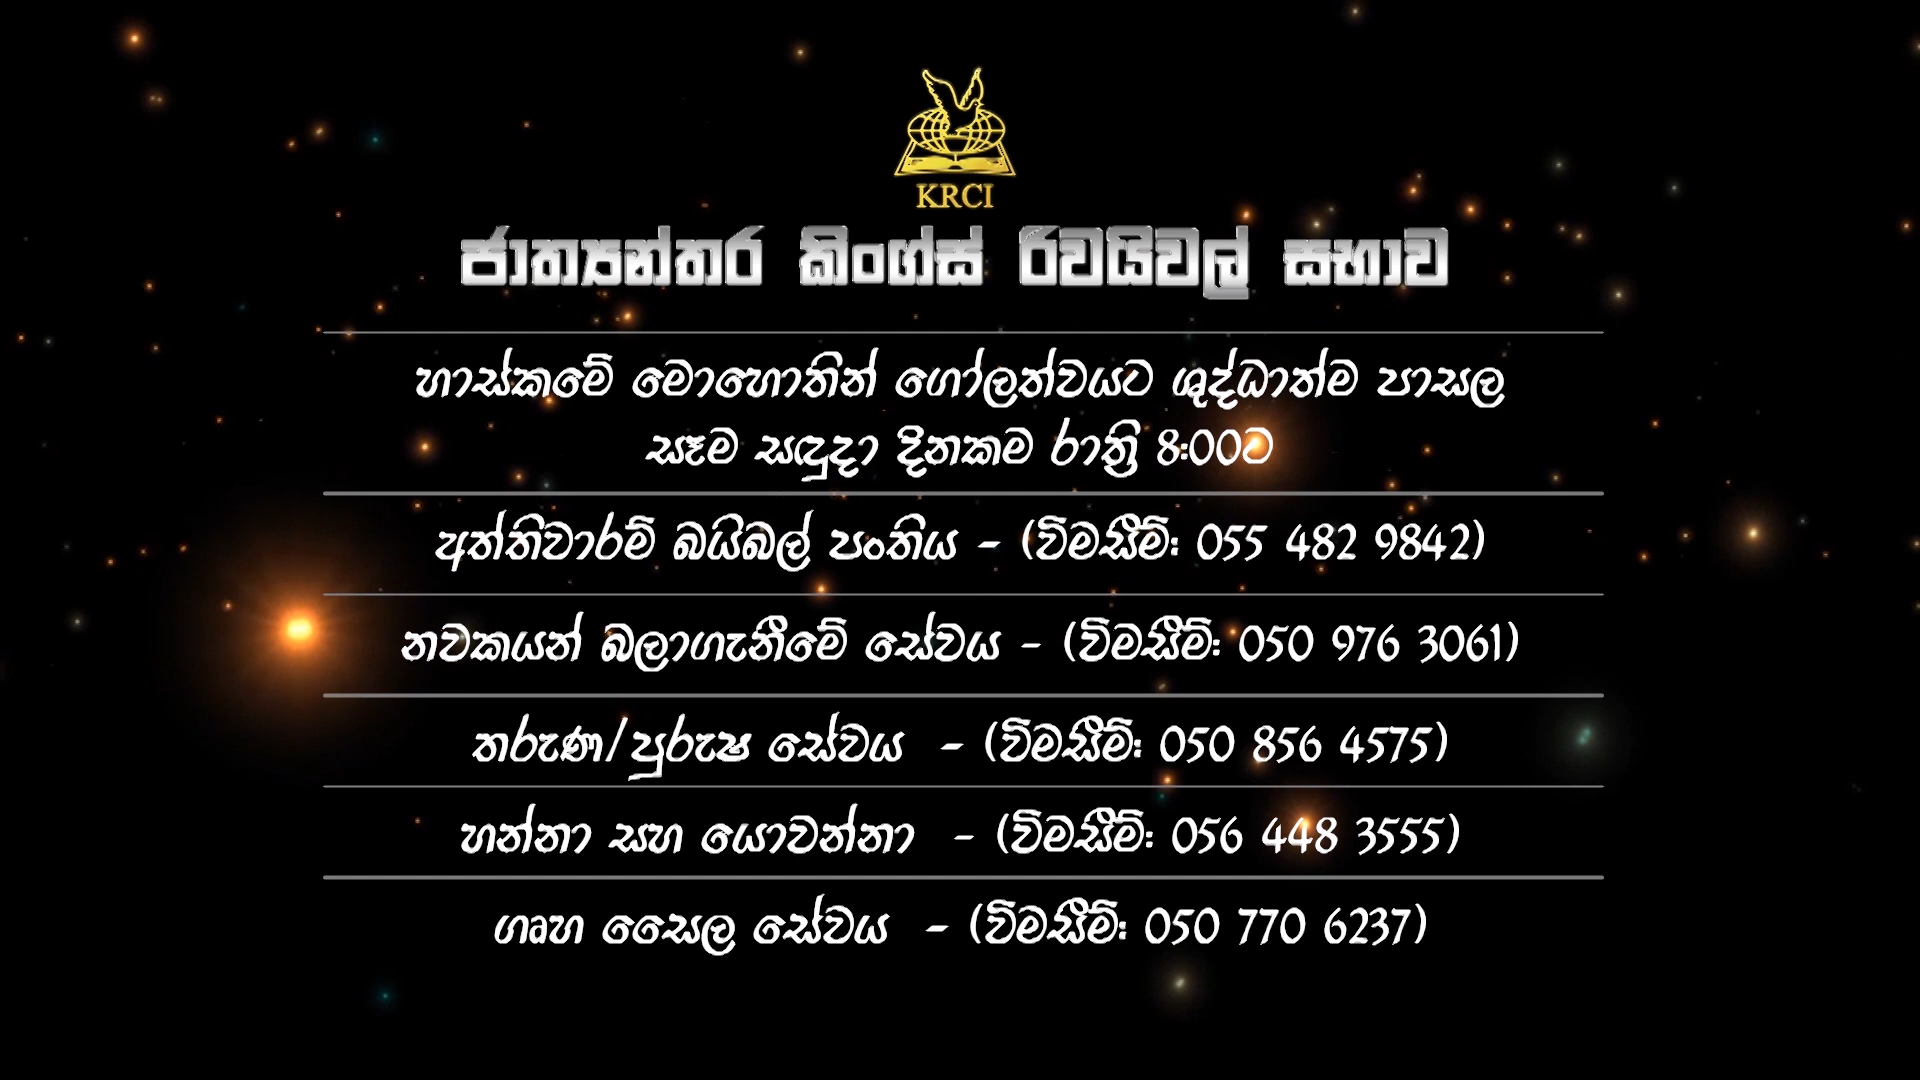 KRCI
ජාත්‍යන්තර කිංග්ස් රිවයිවල් සභාව
හාස්කමේ මොහොතින් ගෝලත්වයට ශුද්ධාත්ම පාසල
සෑම සඳුදා දිනකම රාත්‍රි 8:00ට
අත්තිවාරම් බයිබල් පංතිය - (විමසීම්: 055 482 9842)
නවකයන් බලාගැනීමේ සේවය - (විමසීම්: 050 976 3061)
තරුණ/පුරුෂ සේවය - (විමසීම්: 050 856 4575)
හන්නා සහ යොවන්නා - (විමසීම්: 056 448 3555)
ගෘහ සෛල සේවය - (විමසීම්: 050 770 6237)